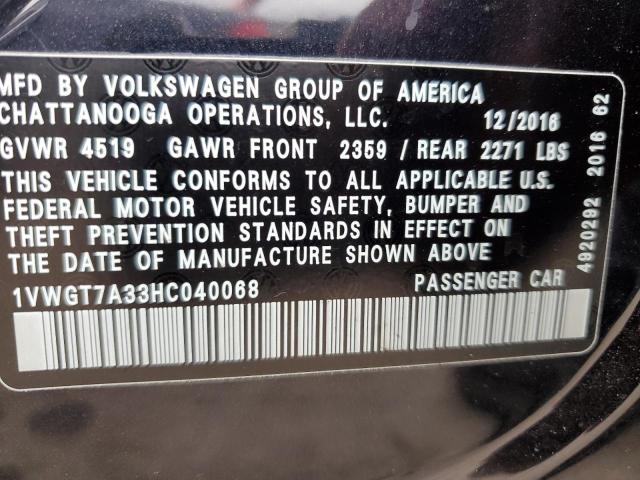 MFD BY VOLKSWAGEN GROUP OF AMERICA
CHATTANOOGA OPERATIONS, LLC. 12/2016
GVWR 4519 GAWR FRONT 2359 / REAR 2271 LBS
THIS VEHICLE CONFORMS TO ALL APPLICABLE U.S.
FEDERAL MOTOR VEHICLE SAFETY, BUMPER AND
THEFT PREVENTION STANDARDS IN EFFECT ON
THE DATE OF MANUFACTURE SHOWN ABOVE
1VWGT7A33HC040068 PASSENGER CAR
4920292 2016 62